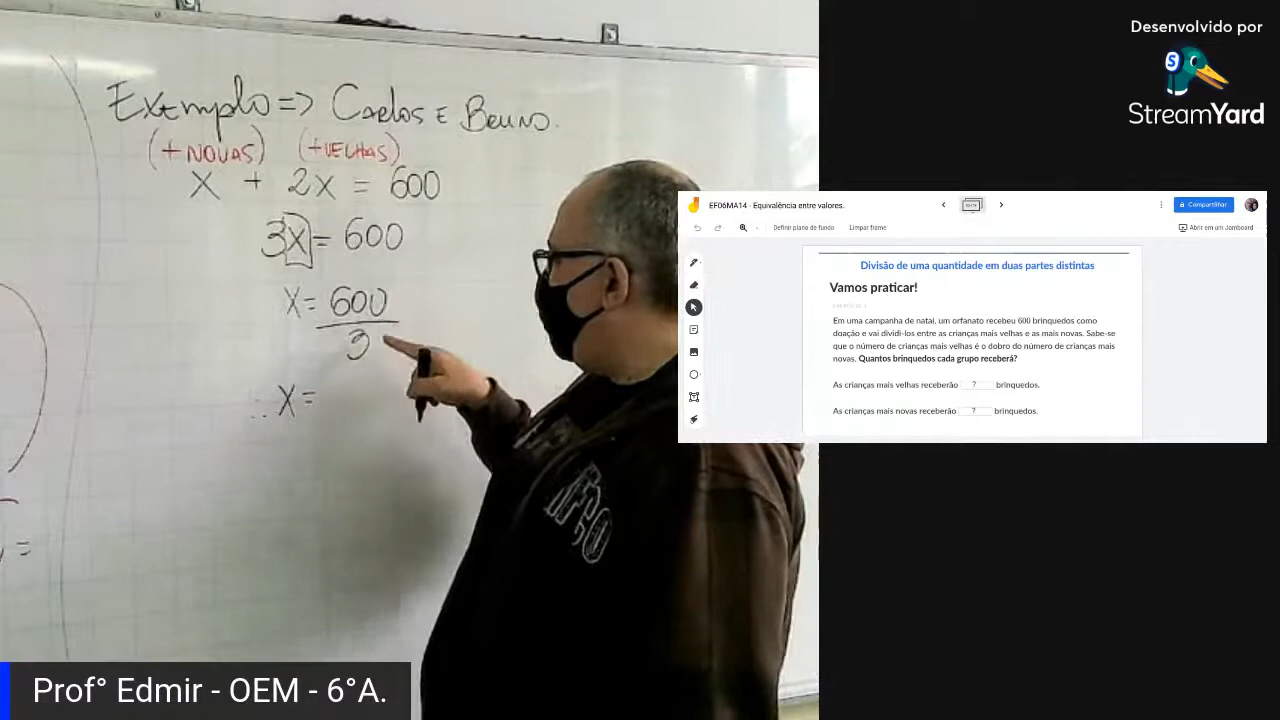 Exemplo => Carlos e Bruno.
(+NOVAS) (+VELHAS)
x + 2x = 600
3x = 600
x = 600
3
∴ x =
=
AFCO
Prof° Edmir - OEM - 6°A.
Desenvolvido por
StreamYard
EF06MA14 - Equivalência entre valores.
Compartilhar
Definir plano de fundo
Limpar frame
Abrir em um Jamboard
Divisão de uma quantidade em duas partes distintas
Vamos praticar!
EXERCÍCIO 1
Em uma campanha de natal, um orfanato recebeu 600 brinquedos como
doação e vai dividi-los entre as crianças mais velhas e as mais novas. Sabe-se
que o número de crianças mais velhas é o dobro do número de crianças mais
novas. Quantos brinquedos cada grupo receberá?
As crianças mais velhas receberão ? brinquedos.
As crianças mais novas receberão ? brinquedos.